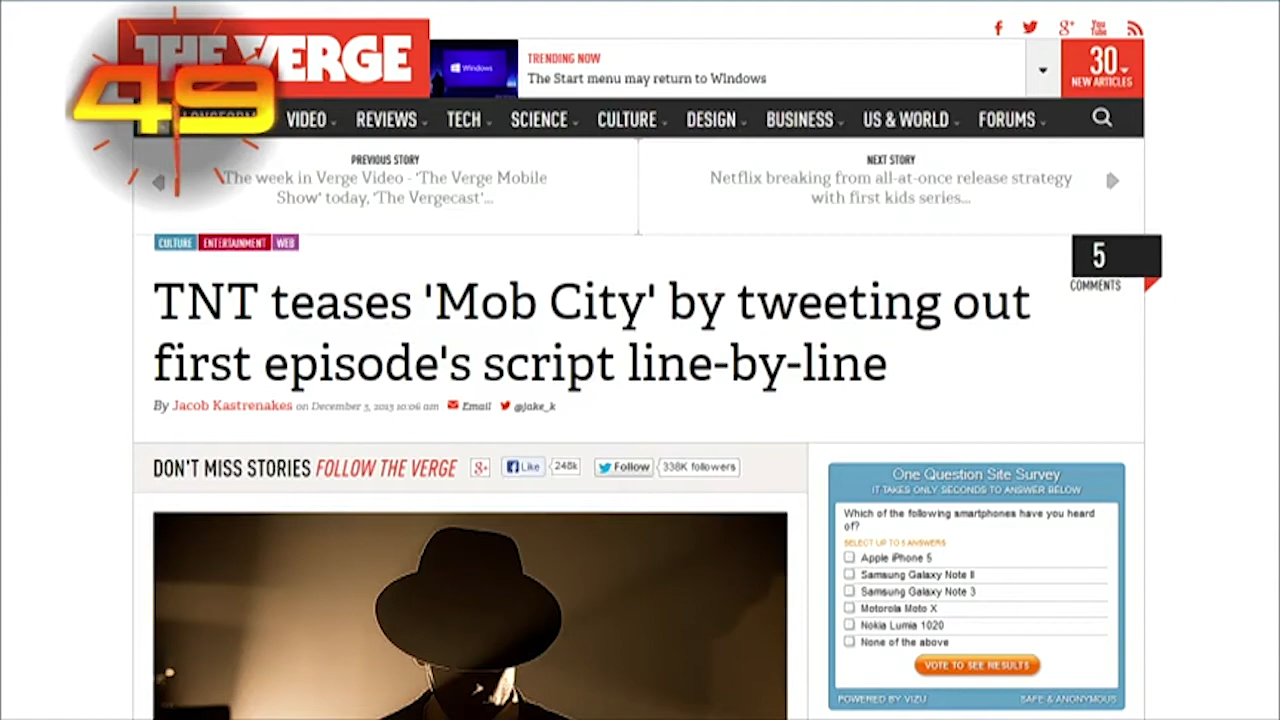 THE VERGE
49
Windows
TRENDING NOW
The Start menu may return to Windows
You
Tube
30
NEW ARTICLES
LONGFORM
VIDEO
REVIEWS
TECH
SCIENCE
CULTURE
DESIGN
BUSINESS
US & WORLD
FORUMS
PREVIOUS STORY
The week in Verge Video - 'The Verge Mobile
Show' today, 'The Vergecast'...
NEXT STORY
Netflix breaking from all-at-once release strategy
with first kids series...
CULTURE
ENTERTAINMENT
WEB
5
COMMENTS
TNT teases 'Mob City' by tweeting out
first episode's script line-by-line
By Jacob Kastrenakes on December 3, 2013 10:06 am Email @jake_k
DON'T MISS STORIES FOLLOW THE VERGE
Like 248k
Follow 338K followers
One Question Site Survey
IT TAKES ONLY SECONDS TO ANSWER BELOW
Which of the following smartphones have you heard
of?
SELECT UP TO 5 ANSWERS
Apple iPhone 5
Samsung Galaxy Note II
Samsung Galaxy Note 3
Motorola Moto X
Nokia Lumia 1020
None of the above
VOTE TO SEE RESULTS
POWERED BY VIZU
SAFE & ANONYMOUS